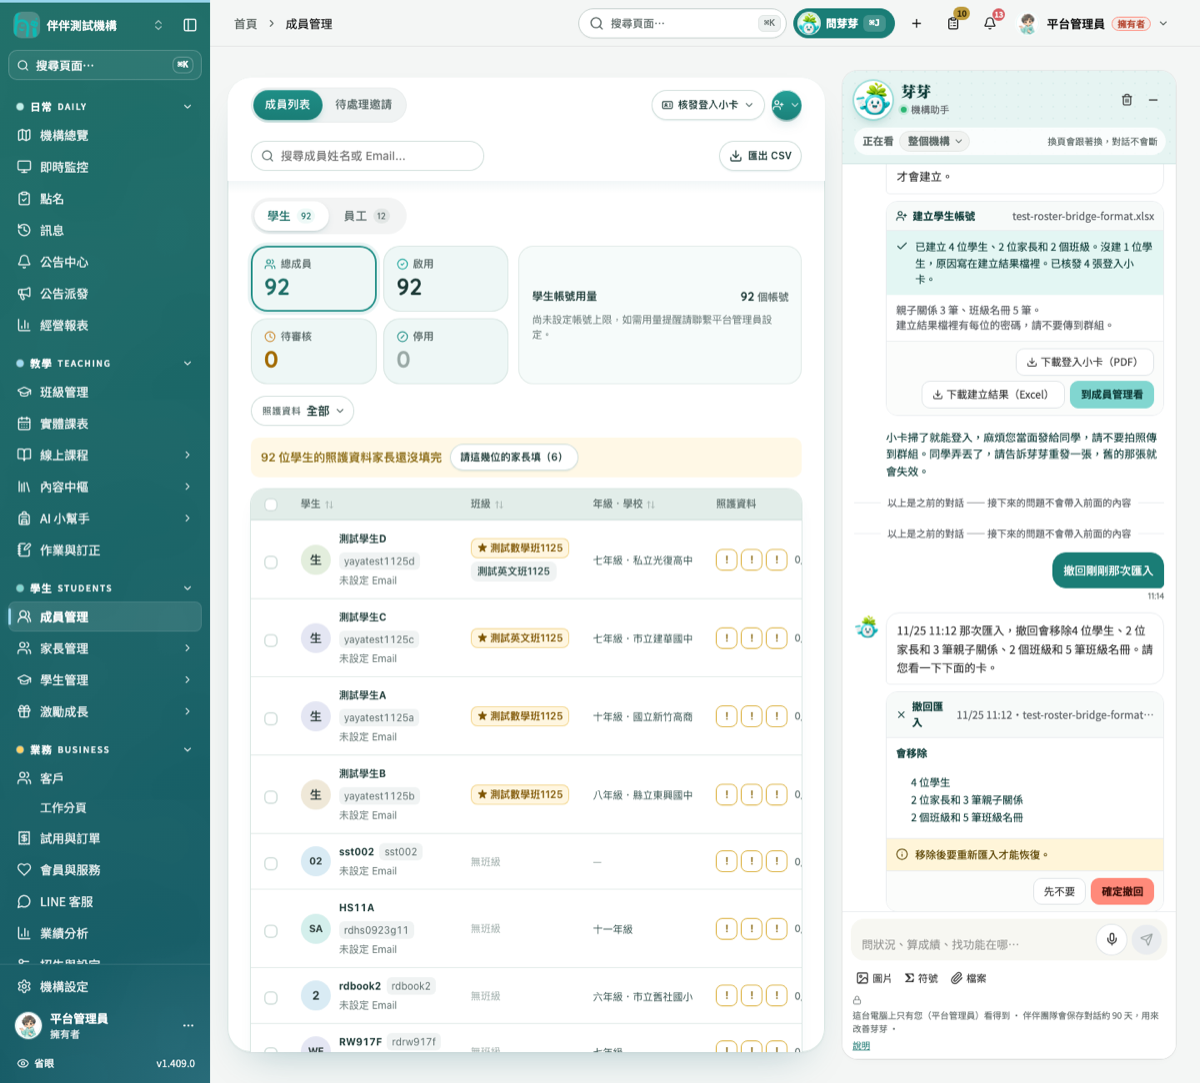 伴伴測試機構
搜尋頁面… ⌘K
日常 DAILY
機構總覽
即時監控
點名
訊息
公告中心
公告派發
經營報表
教學 TEACHING
班級管理
實體課表
線上課程
內容中樞
AI 小幫手
作業與訂正
學生 STUDENTS
成員管理
家長管理
學生管理
激勵成長
業務 BUSINESS
客戶
工作分頁
試用與訂單
會員與服務
LINE 客服
業績分析
機構設定
平台管理員
擁有者
省眼 v1.409.0
首頁 成員管理
搜尋頁面… ⌘K
問芽芽 ⌘J
10
13
平台管理員 擁有者
成員列表 待處理邀請
核發登入小卡
搜尋成員姓名或 Email...
匯出 CSV
學生 92 員工 12
總成員
92
啟用
92
待審核
0
停用
0
學生帳號用量 92 個帳號
尚未設定帳號上限，如需用量提醒請聯繫平台管理員設
定。
照護資料 全部
92 位學生的照護資料家長還沒填完 請這幾位的家長填（6）
學生 班級 年級・學校 照護資料
生
測試學生D
yayatest1125d
未設定 Email
測試數學班1125
測試英文班1125
七年級・私立光復高中
! ! ! 0
生
測試學生C
yayatest1125c
未設定 Email
測試英文班1125
七年級・市立建華國中
! ! ! 0
生
測試學生A
yayatest1125a
未設定 Email
測試數學班1125
十年級・國立新竹高商
! ! ! 0
生
測試學生B
yayatest1125b
未設定 Email
測試數學班1125
八年級・縣立東興國中
! ! ! 0
02
sst002 sst002
未設定 Email
無班級
—
! ! ! 0
SA
HS11A
rdhs0923g11
未設定 Email
無班級
十一年級
! ! ! 0
2
rdbook2 rdbook2
未設定 Email
無班級
六年級・市立舊社國小
! ! ! 0
RW917F rdrw917f
芽芽
機構助手
正在看 整個機構 換頁會跟著換，對話不會斷
才會建立。
建立學生帳號 test-roster-bridge-format.xlsx
已建立 4 位學生、2 位家長和 2 個班級。沒建 1 位學
生，原因寫在建立結果檔裡。已核發 4 張登入小
卡。
親子關係 3 筆、班級名冊 5 筆。
建立結果檔裡有每位的密碼，請不要傳到群組。
下載登入小卡（PDF）
下載建立結果（Excel） 到成員管理看
小卡掃了就能登入，麻煩您當面發給同學，請不要拍照傳
到群組。同學弄丟了，請告訴芽芽重發一張，舊的那張就
會失效。
以上是之前的對話 —— 接下來的問題不會帶入前面的內容
以上是之前的對話 —— 接下來的問題不會帶入前面的內容
撤回剛剛那次匯入
11:14
11/25 11:12 那次匯入，撤回會移除4 位學生、2 位
家長和 3 筆親子關係、2 個班級和 5 筆班級名冊。請
您看一下下面的卡。
撤回匯
入
11/25 11:12・test-roster-bridge-format…
會移除
4 位學生
2 位家長和 3 筆親子關係
2 個班級和 5 筆班級名冊
移除後要重新匯入才能恢復。
先不要 確定撤回
問狀況、算成績、找功能在哪…
圖片 符號 檔案
這台電腦上只有您（平台管理員）看得到 · 伴伴團隊會保存對話約 90 天，用來
改善芽芽 ·
說明